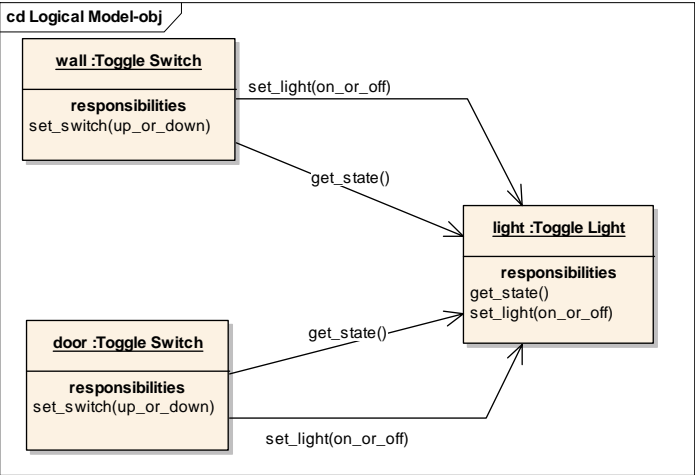 cd Logical Model-obj
wall :Toggle Switch
responsibilities
set_switch(up_or_down)
set_light(on_or_off)
get_state()
light :Toggle Light
responsibilities
get_state()
set_light(on_or_off)
door :Toggle Switch
responsibilities
set_switch(up_or_down)
get_state()
set_light(on_or_off)